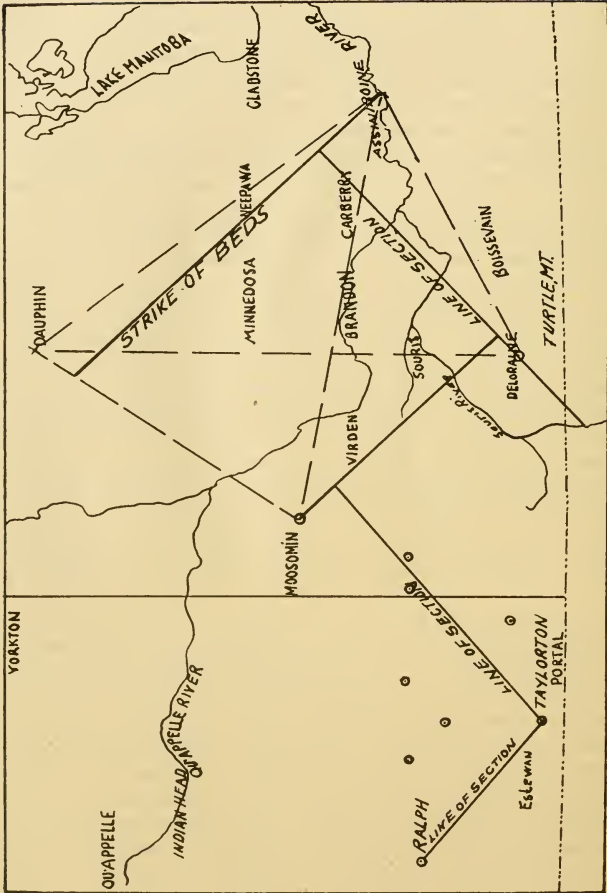 LAKE MANITOBA
GLADSTONE
ASSINIBOINE RIVER
DAUPHIN
STRIKE OF BEDS
NEEPAWA
MINNEDOSA
CARBERRY
BRANDON
LINE OF SECTION
BOISSEVAIN
SOURIS
SOURIS RIVER
DELORAINE
TURTLE MT.
VIRDEN
MOOSOMIN
YORKTON
LINE OF SECTION
TAYLORTON
PORTAL
QU'APPELLE RIVER
INDIAN HEAD
QU'APPELLE
RALPH
LINE OF SECTION
ESTEVAN